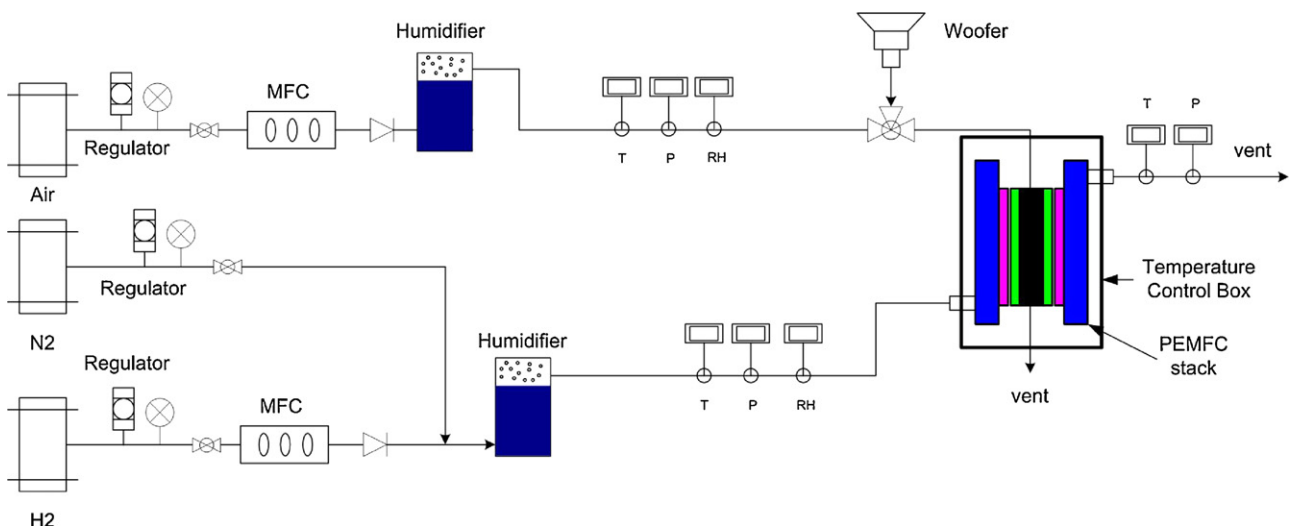 Humidifier
Woofer
MFC
Regulator
T
P
RH
T
P
vent
Air
Regulator
N2
Temperature
Control Box
Humidifier
PEMFC
stack
Regulator
MFC
T
P
RH
vent
H2